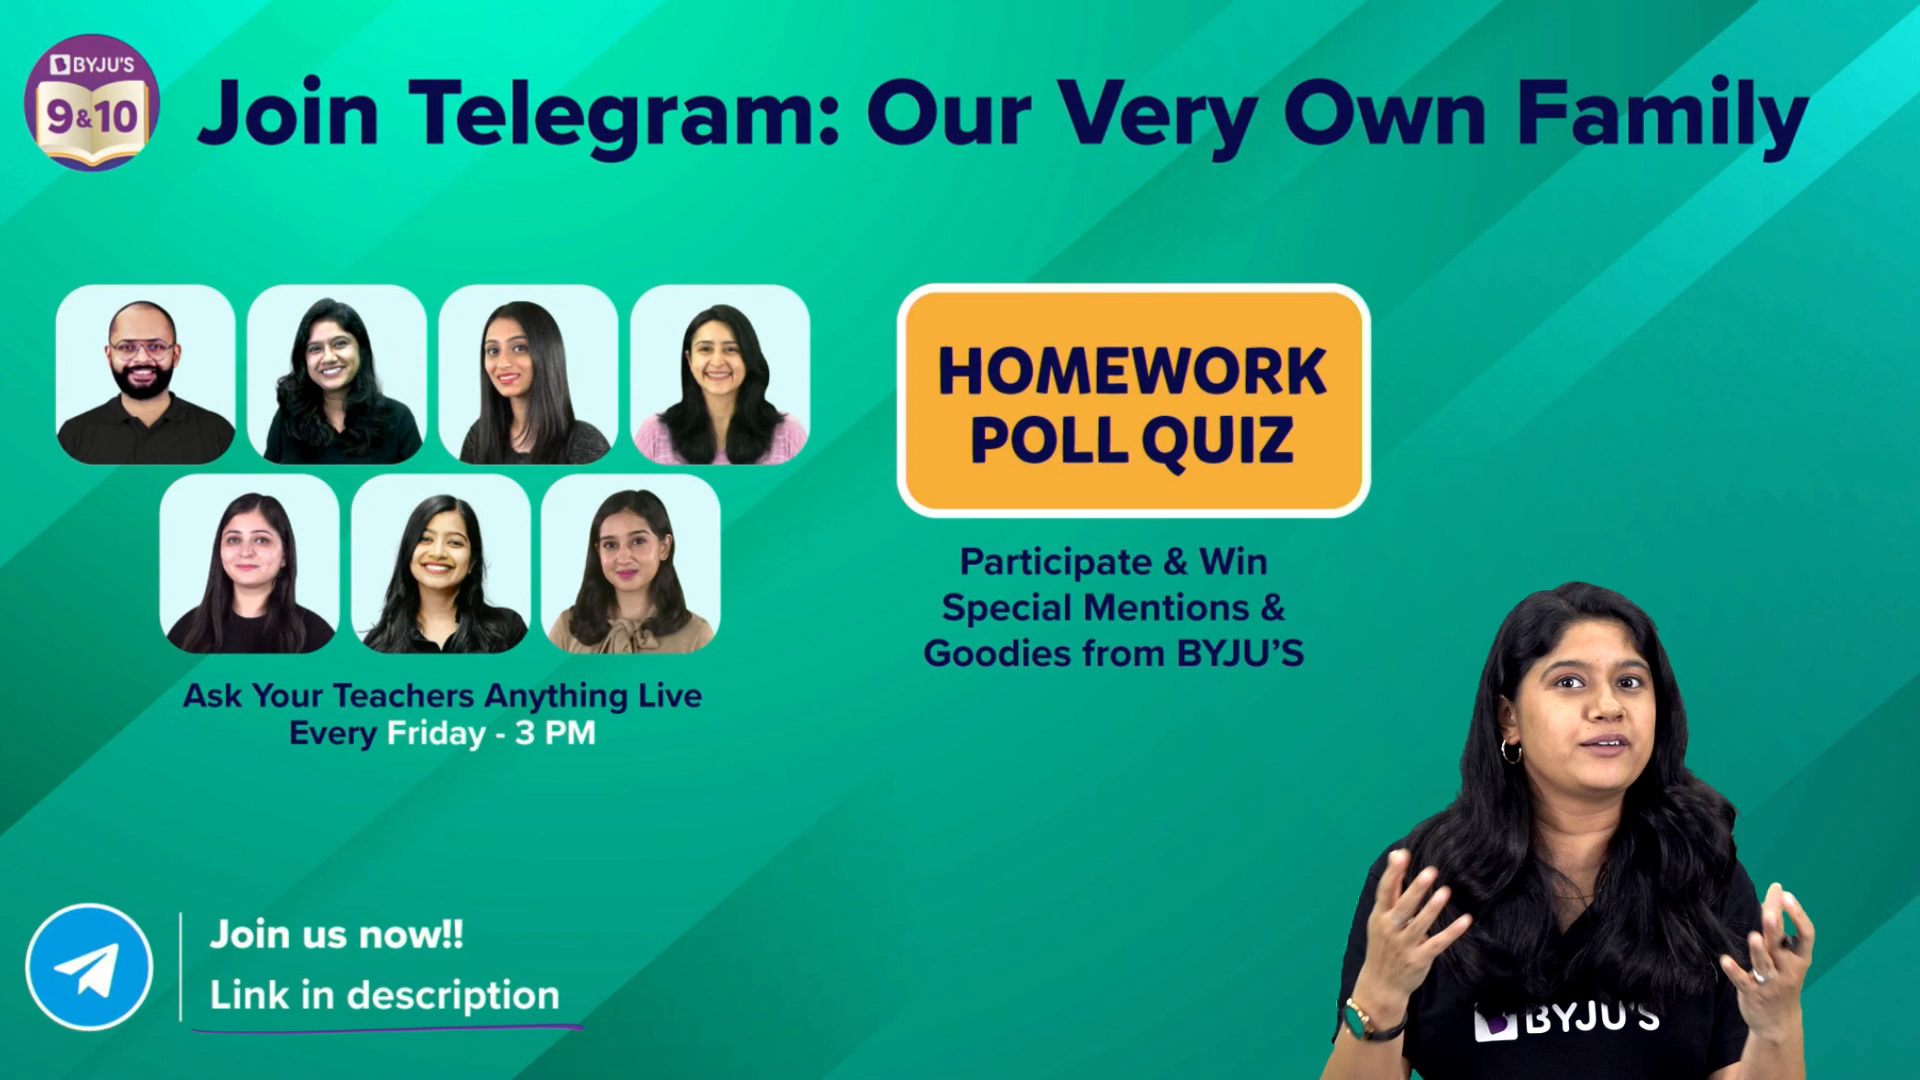 BYJU'S
9&10
Join Telegram: Our Very Own Family
HOMEWORK
POLL QUIZ
Participate & Win
Special Mentions &
Goodies from BYJU'S
Ask Your Teachers Anything Live
Every Friday - 3 PM
Join us now!!
Link in description
BYJU'S